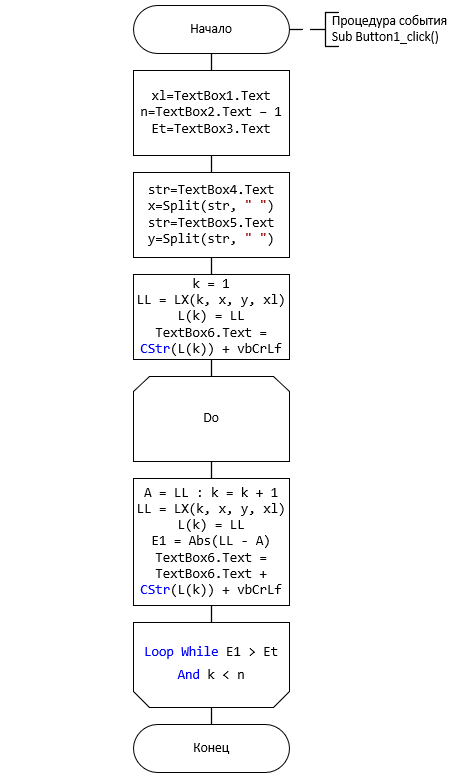 Начало
Процедура события
Sub Button1_click()
xl=TextBox1.Text
n=TextBox2.Text – 1
Et=TextBox3.Text
str=TextBox4.Text
x=Split(str, " ")
str=TextBox5.Text
y=Split(str, " ")
k = 1
LL = LX(k, x, y, xl)
L(k) = LL
TextBox6.Text =
CStr(L(k)) + vbCrLf
Do
A = LL : k = k + 1
LL = LX(k, x, y, xl)
L(k) = LL
E1 = Abs(LL - A)
TextBox6.Text =
TextBox6.Text +
CStr(L(k)) + vbCrLf
Loop While E1 > Et
And k < n
Конец